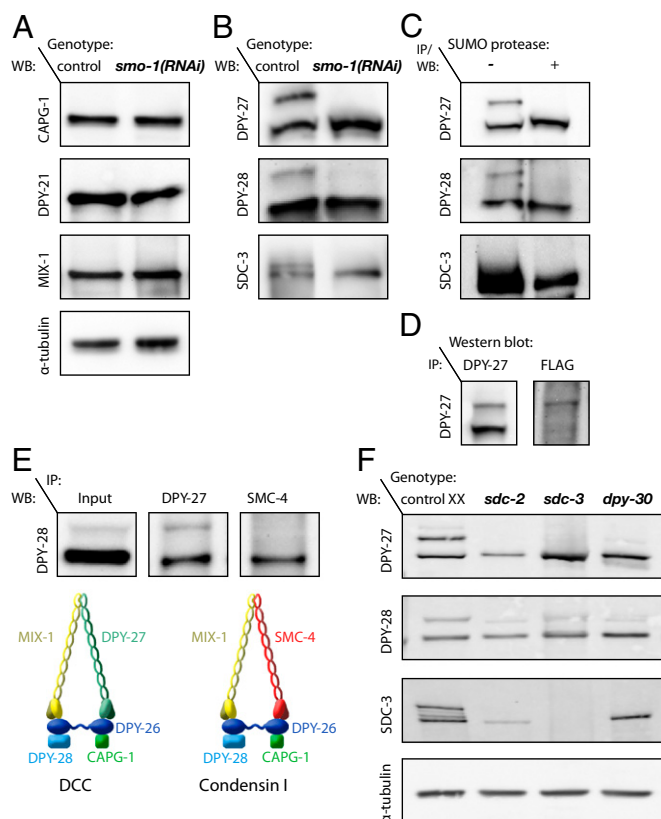 A
Genotype:
WB: control smo-1(RNAi)
CAPG-1
DPY-21
MIX-1
α-tubulin
B
Genotype:
WB: control smo-1(RNAi)
DPY-27
DPY-28
SDC-3
C
IP/
WB:
SUMO protease:
- +
DPY-27
DPY-28
SDC-3
D
Western blot:
IP: DPY-27 FLAG
DPY-27
E
IP:
WB: Input DPY-27 SMC-4
DPY-28
MIX-1 DPY-27
DPY-26
DPY-28 CAPG-1
DCC
MIX-1 SMC-4
DPY-26
DPY-28 CAPG-1
Condensin I
F
Genotype:
WB: control XX sdc-2 sdc-3 dpy-30
DPY-27
DPY-28
SDC-3
α-tubulin